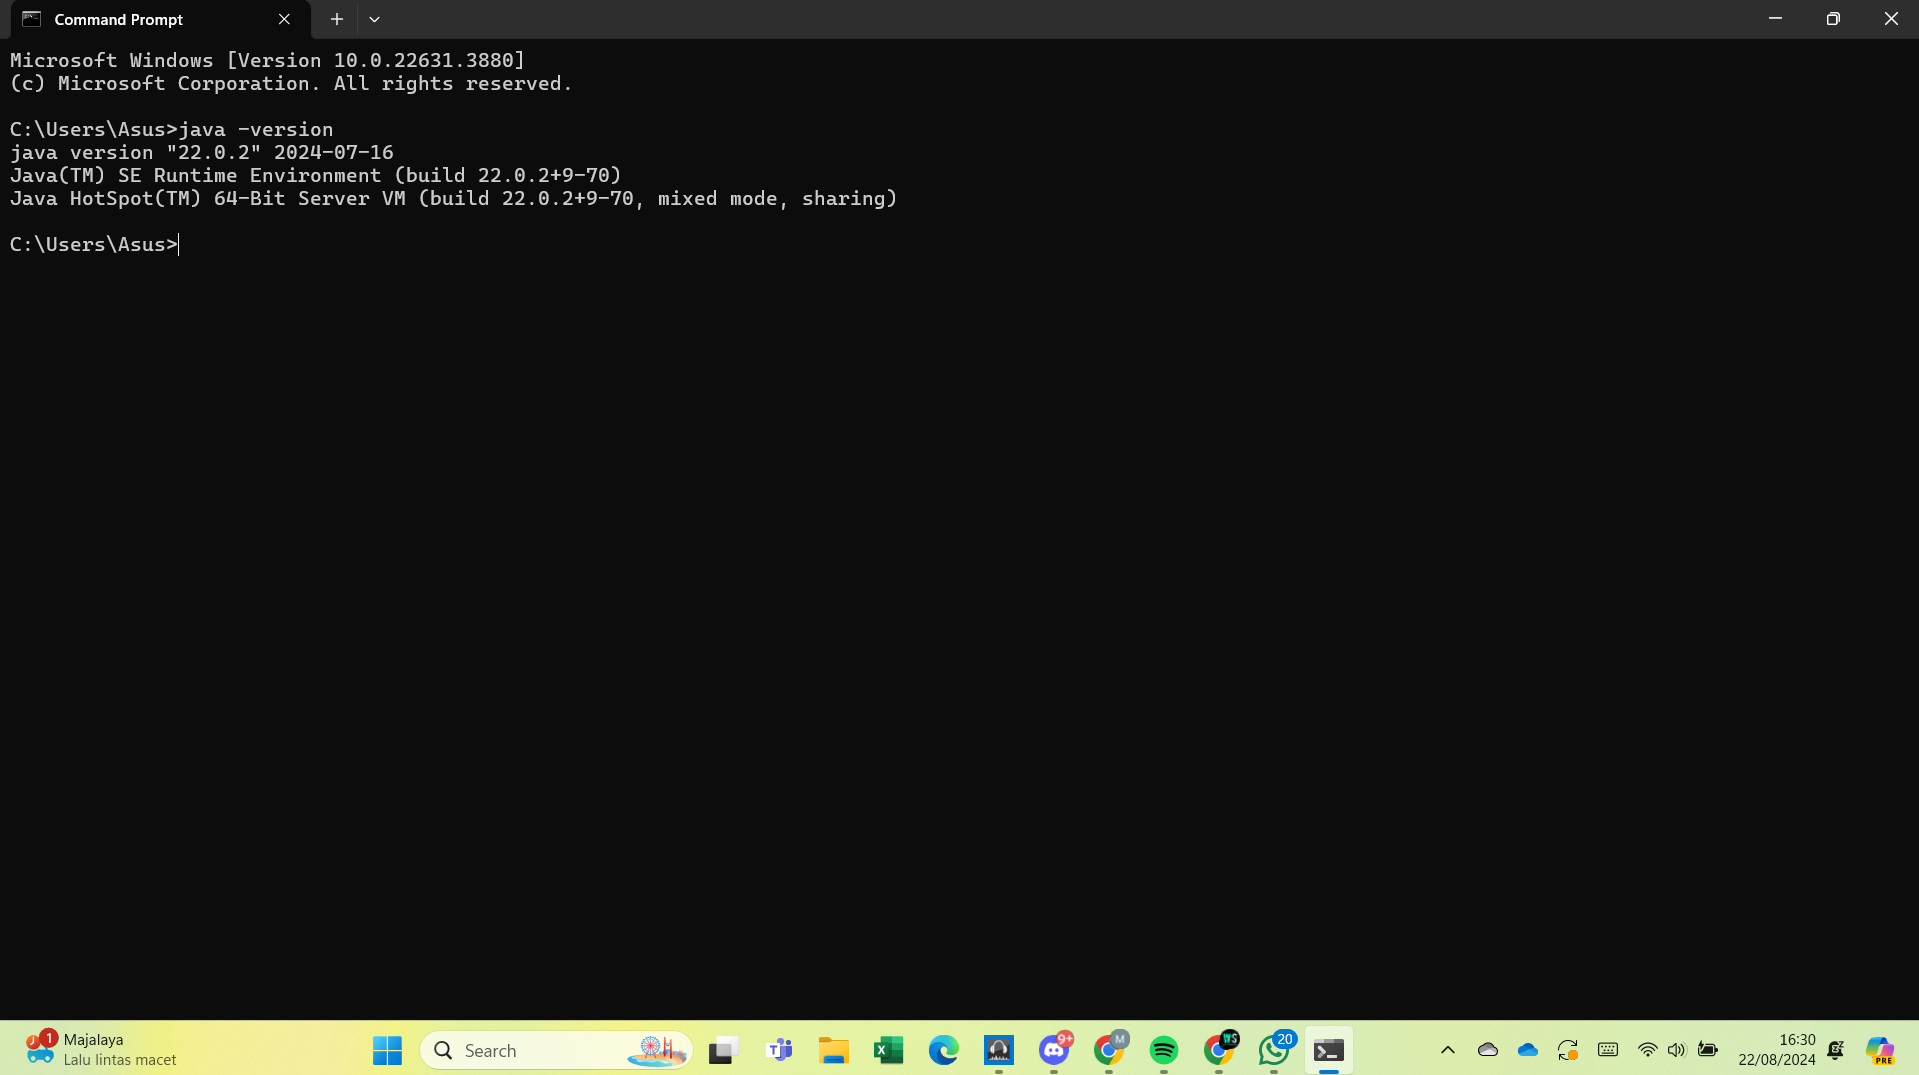 Command Prompt
Microsoft Windows [Version 10.0.22631.3880]
(c) Microsoft Corporation. All rights reserved.
C:\Users\Asus>java -version
java version "22.0.2" 2024-07-16
Java(TM) SE Runtime Environment (build 22.0.2+9-70)
Java HotSpot(TM) 64-Bit Server VM (build 22.0.2+9-70, mixed mode, sharing)
C:\Users\Asus>
1
Majalaya
Lalu lintas macet
Search
9+
M
WS
20
16:30
22/08/2024
PRE